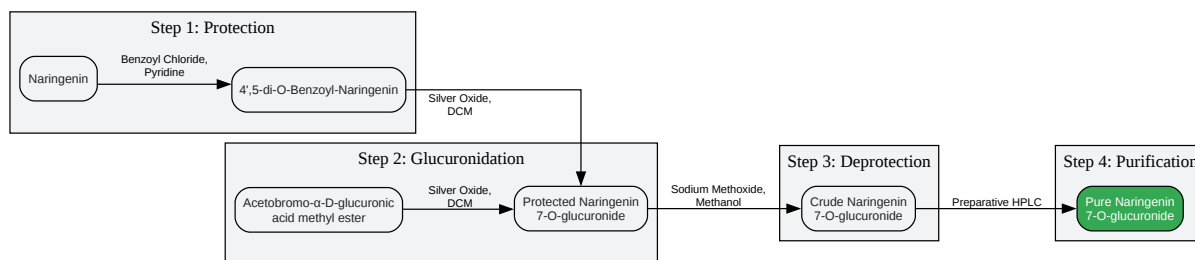 Step 1: Protection
Naringenin
Benzoyl Chloride,
Pyridine
4',5-di-O-Benzoyl-Naringenin
Silver Oxide,
DCM
Step 2: Glucuronidation
Acetobromo-α-D-glucuronic
acid methyl ester
Silver Oxide,
DCM
Protected Naringenin
7-O-glucuronide
Sodium Methoxide,
Methanol
Step 3: Deprotection
Crude Naringenin
7-O-glucuronide
Preparative HPLC
Step 4: Purification
Pure Naringenin
7-O-glucuronide